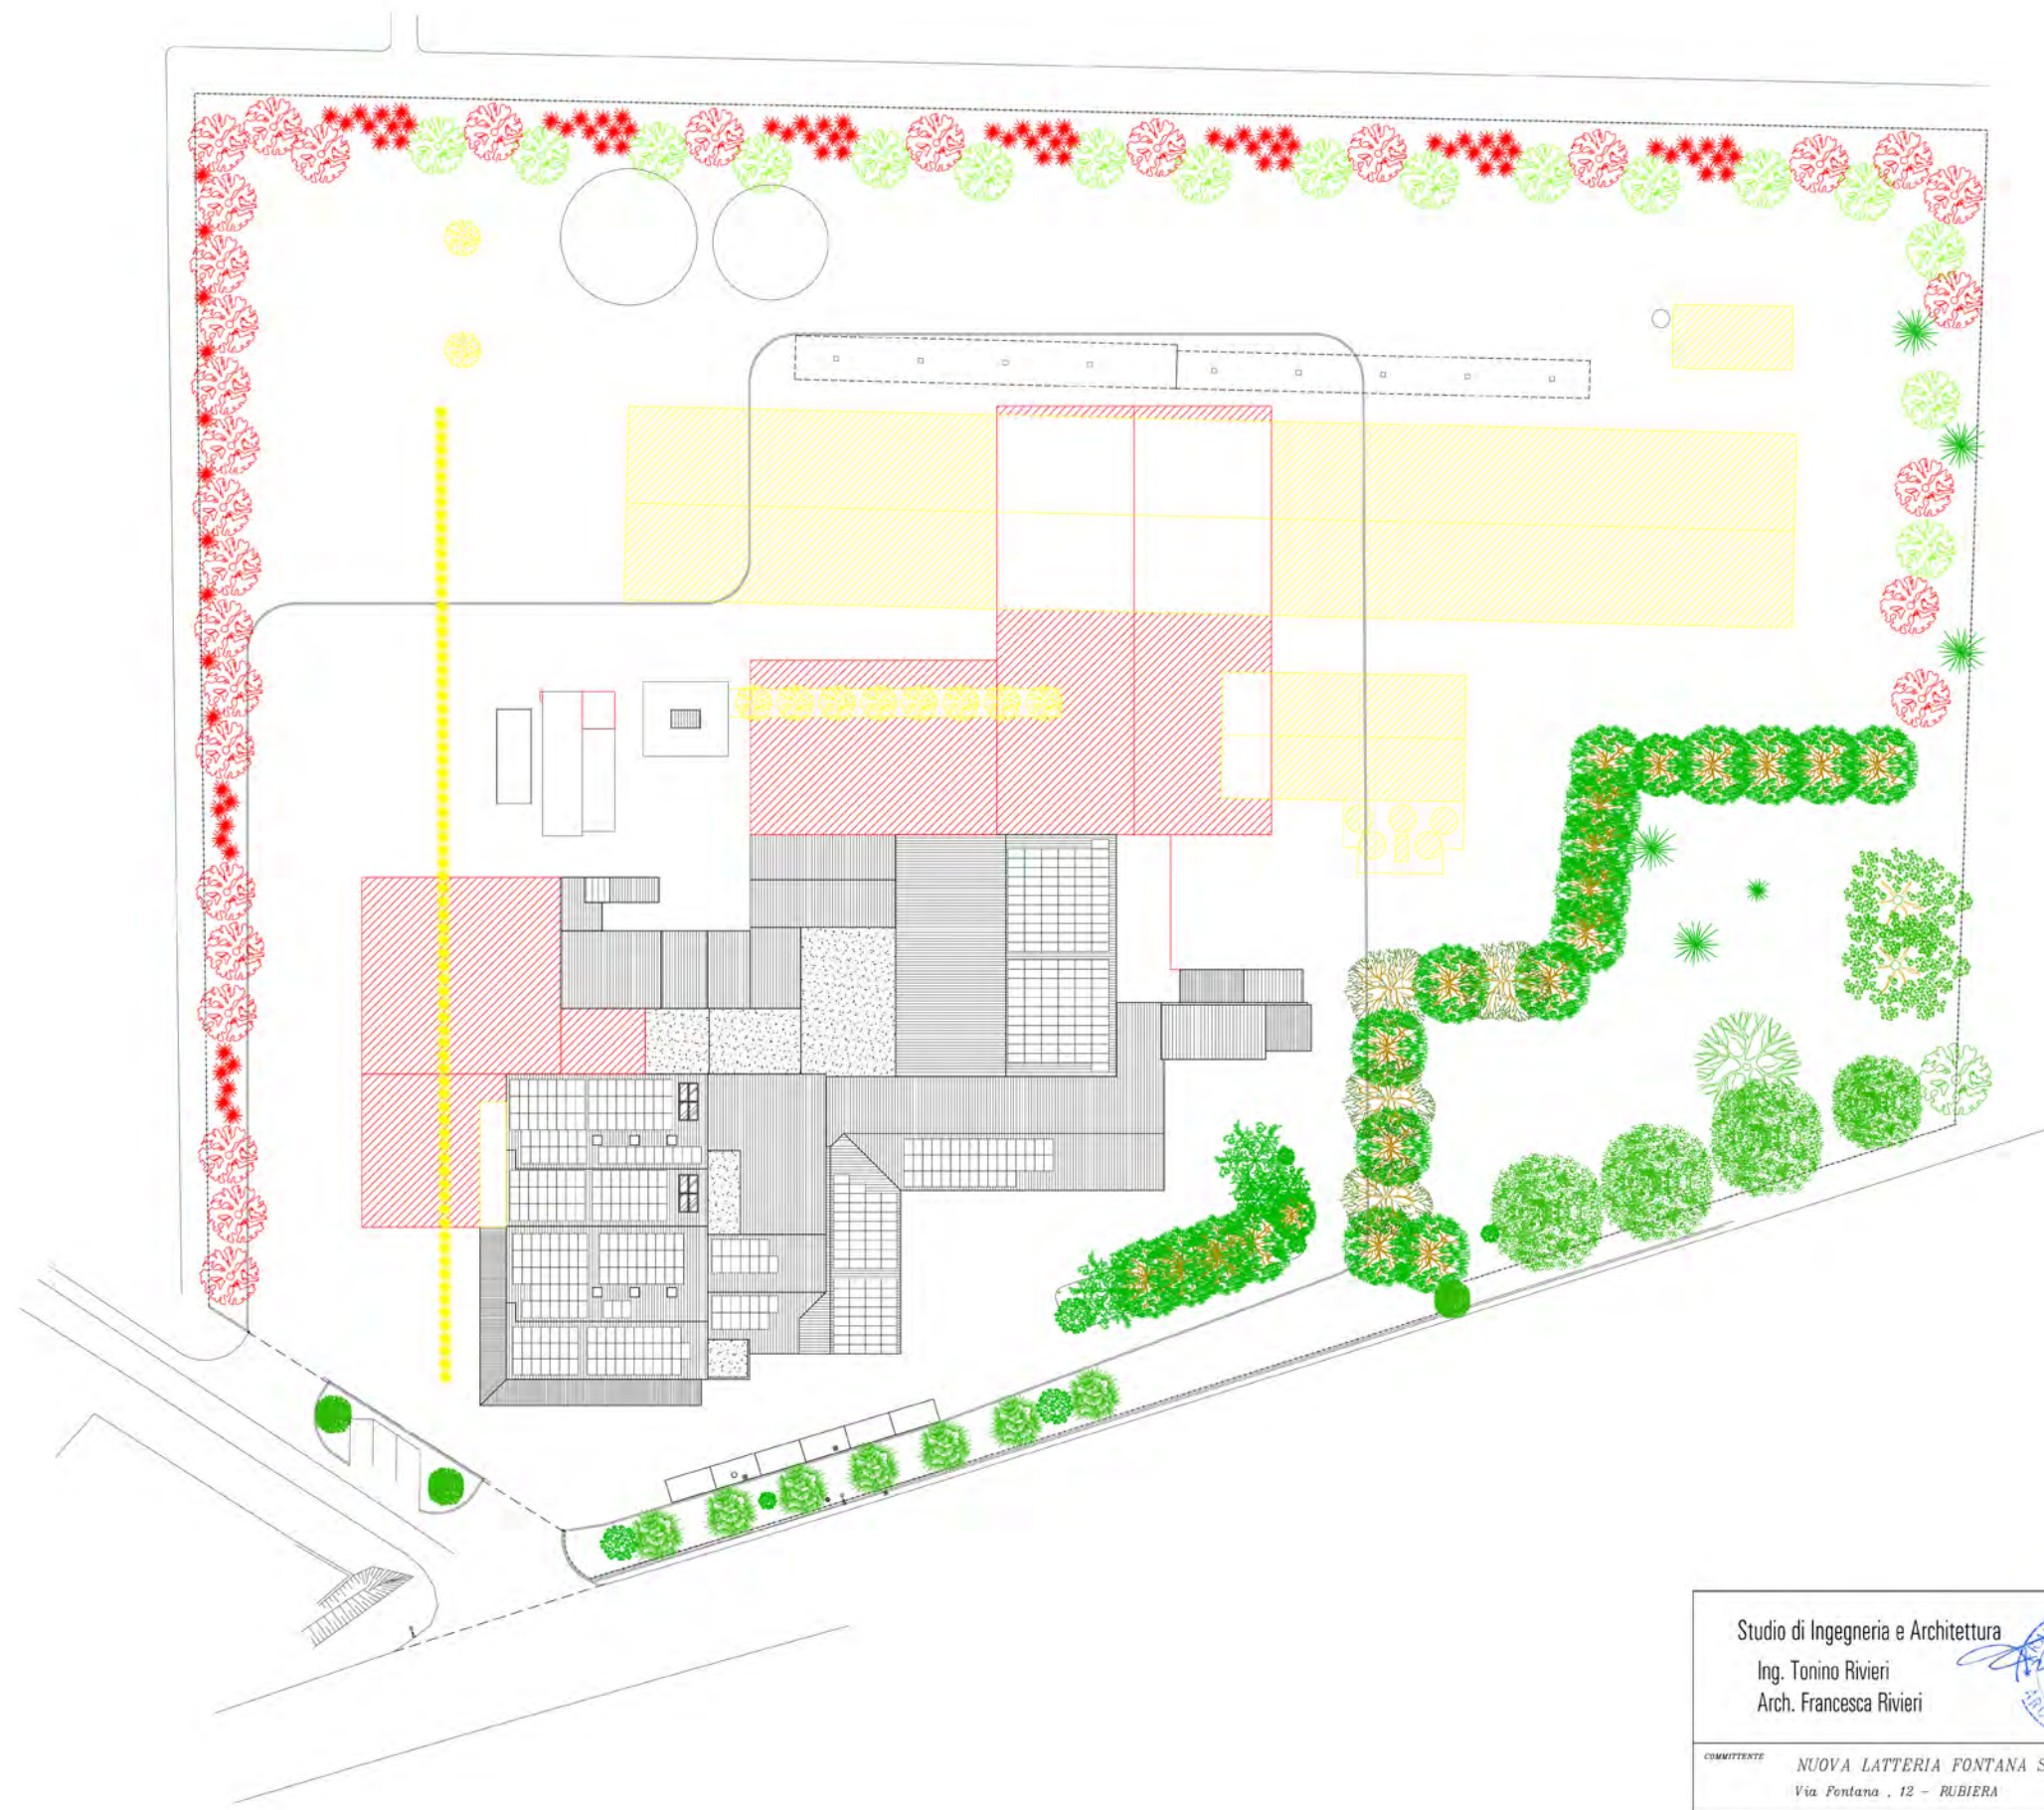 Studio di Ingegneria e Architettura
Ing. Tonino Rivieri
Arch. Francesca Rivieri
COMMITTENTE
NUOVA LATTERIA FONTANA S
Via Fontana , 12 - RUBIERA